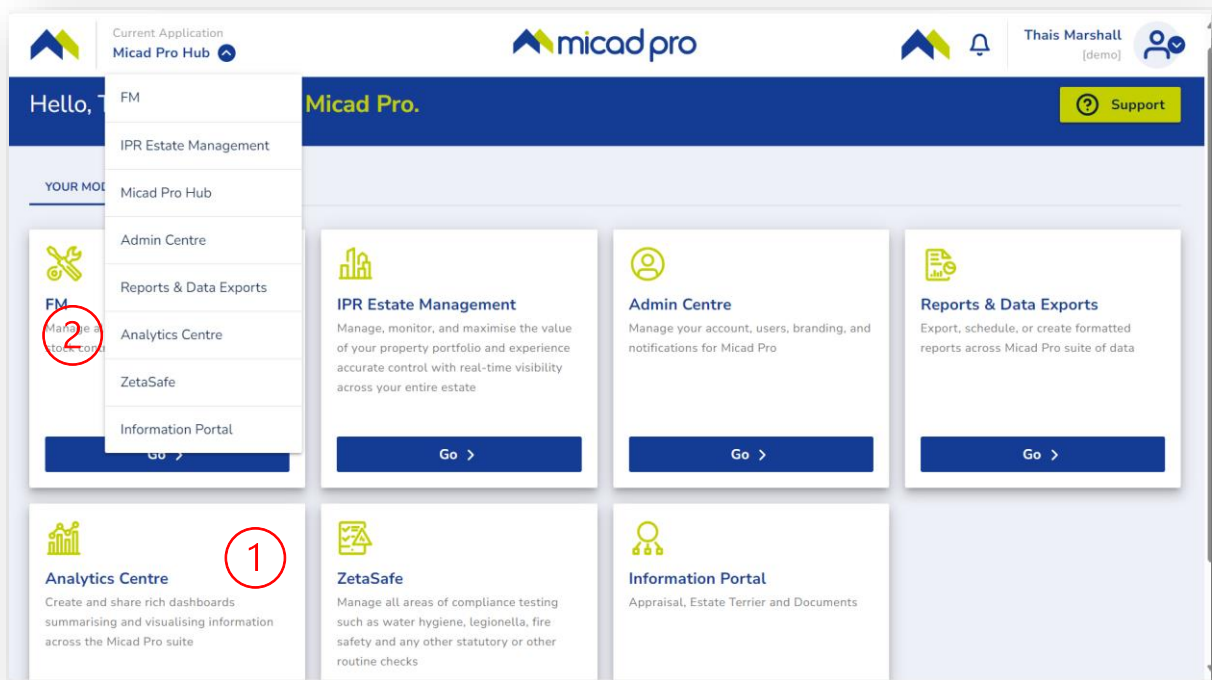 Current Application
Micad Pro Hub
micad pro
Thais Marshall
[demo]
Hello, T
Micad Pro.
Support
FM
IPR Estate Management
Micad Pro Hub
Admin Centre
Reports & Data Exports
Analytics Centre
ZetaSafe
Information Portal
YOUR MOD
FM
Manage a
stock cont
Go >
2
IPR Estate Management
Manage, monitor, and maximise the value
of your property portfolio and experience
accurate control with real-time visibility
across your entire estate
Go >
Admin Centre
Manage your account, users, branding, and
notifications for Micad Pro
Go >
Reports & Data Exports
Export, schedule, or create formatted
reports across Micad Pro suite of data
Go >
1
Analytics Centre
Create and share rich dashboards
summarising and visualising information
across the Micad Pro suite
ZetaSafe
Manage all areas of compliance testing
such as water hygiene, legionella, fire
safety and any other statutory or other
routine checks
Information Portal
Appraisal, Estate Terrier and Documents